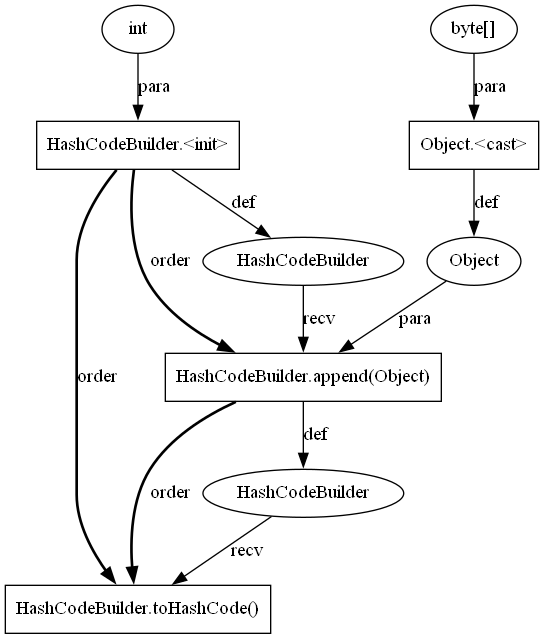 int
byte[]
para
para
HashCodeBuilder.<init>
Object.<cast>
def
def
order
HashCodeBuilder
Object
recv
para
order
HashCodeBuilder.append(Object)
def
order
HashCodeBuilder
recv
HashCodeBuilder.toHashCode()